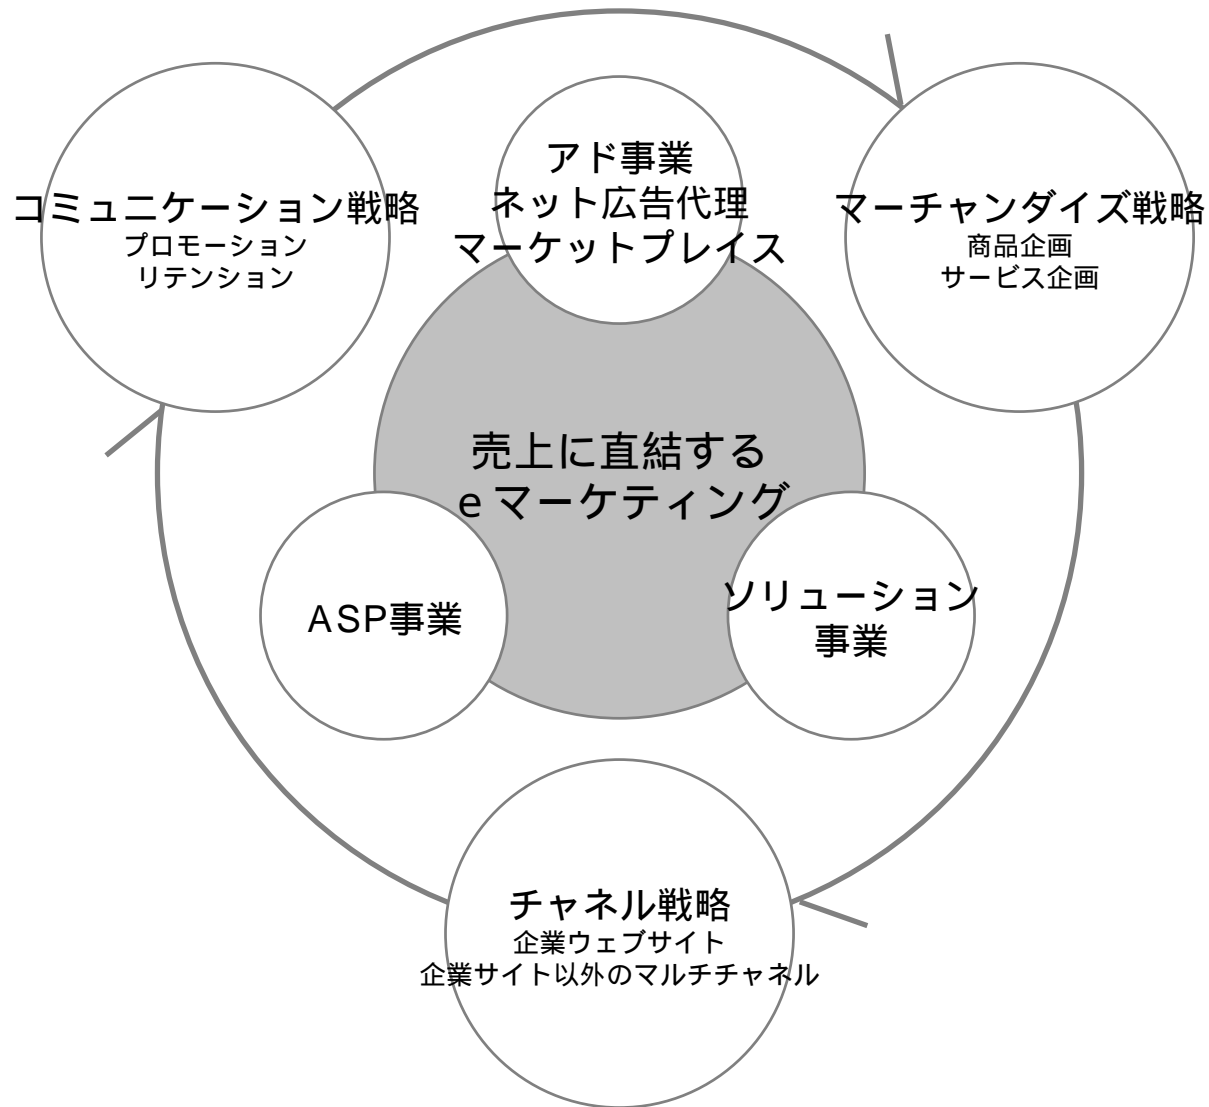 アド事業
ネット広告代理
マーケットプレイス
コミュニケーション戦略
プロモーション
リテンション
マーチャンダイズ戦略
商品企画
サービス企画
売上に直結する
e マーケティング
ASP事業
ソリューション
事業
チャネル戦略
企業ウェブサイト
企業サイト以外のマルチチャネル